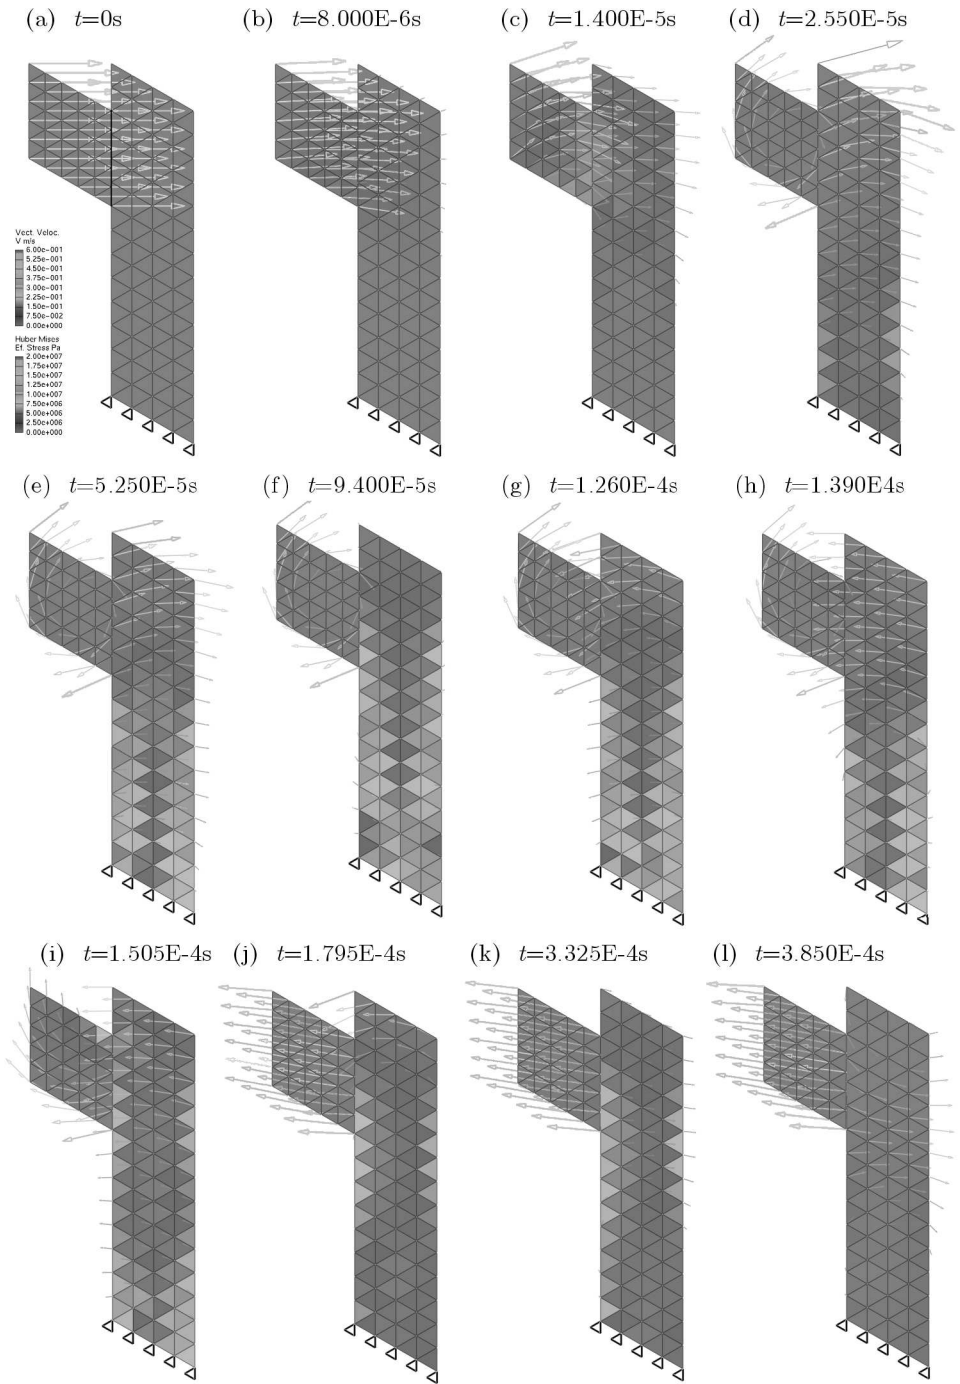 (a) t=0s
(b) t=8.000E-6s
(c) t=1.400E-5s
(d) t=2.550E-5s
Vect. Veloc.
V m/s
6.00e-001
5.25e-001
4.50e-001
3.75e-001
3.00e-001
2.25e-001
1.50e-001
7.50e-002
0.00e+000
Huber Mises
Ef. Stress Pa
2.00e+007
1.75e+007
1.50e+007
1.25e+007
1.00e+007
7.50e+006
5.00e+006
2.50e+006
0.00e+000
(e) t=5.250E-5s
(f) t=9.400E-5s
(g) t=1.260E-4s
(h) t=1.390E4s
(i) t=1.505E-4s
(j) t=1.795E-4s
(k) t=3.325E-4s
(l) t=3.850E-4s